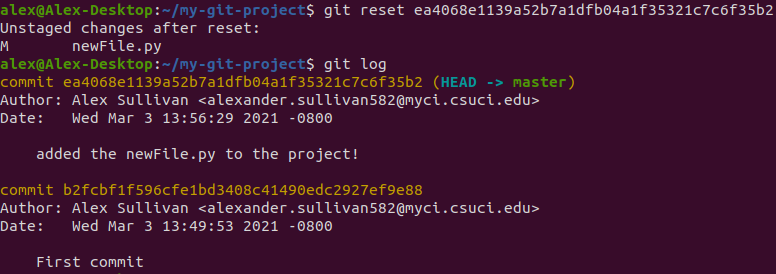 alex@Alex-Desktop:~/my-git-project$ git reset ea4068e1139a52b7a1dfb04a1f35321c7c6f35b2
Unstaged changes after reset:
M       newFile.py
alex@Alex-Desktop:~/my-git-project$ git log
commit ea4068e1139a52b7a1dfb04a1f35321c7c6f35b2 (HEAD -> master)
Author: Alex Sullivan <alexander.sullivan582@myci.csuci.edu>
Date:   Wed Mar 3 13:56:29 2021 -0800
    added the newFile.py to the project!
commit b2fcbf1f596cfe1bd3408c41490edc2927ef9e88
Author: Alex Sullivan <alexander.sullivan582@myci.csuci.edu>
Date:   Wed Mar 3 13:49:53 2021 -0800
    First commit